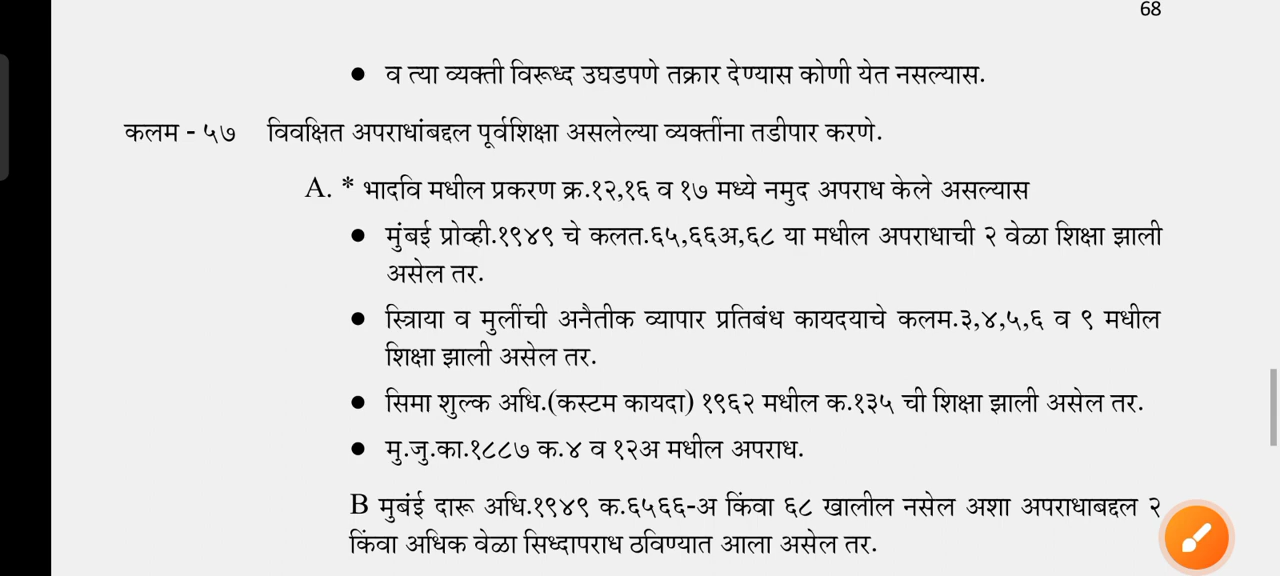 68
● व त्या व्यक्ती विरूध्द उघडपणे तक्रार देण्यास कोणी येत नसल्यास.
कलम - ५७ विवक्षित अपराधांबद्दल पूर्वशिक्षा असलेल्या व्यक्तींना तडीपार करणे.
A. * भादवि मधील प्रकरण क्र.१२,१६ व १७ मध्ये नमुद अपराध केले असल्यास
● मुंबई प्रोव्ही.१९४९ चे कलत.६५,६६अ,६८ या मधील अपराधाची २ वेळा शिक्षा झाली
असेल तर.
● स्त्रिाया व मुलींची अनैतीक व्यापार प्रतिबंध कायदयाचे कलम.३,४,५,६ व ९ मधील
शिक्षा झाली असेल तर.
● सिमा शुल्क अधि.(कस्टम कायदा) १९६२ मधील क.१३५ ची शिक्षा झाली असेल तर.
● मु.जु.का.१८८७ क.४ व १२अ मधील अपराध.
B मुबंई दारू अधि.१९४९ क.६५६६-अ किंवा ६८ खालील नसेल अशा अपराधाबद्दल २
किंवा अधिक वेळा सिध्दापराध ठविण्यात आला असेल तर.